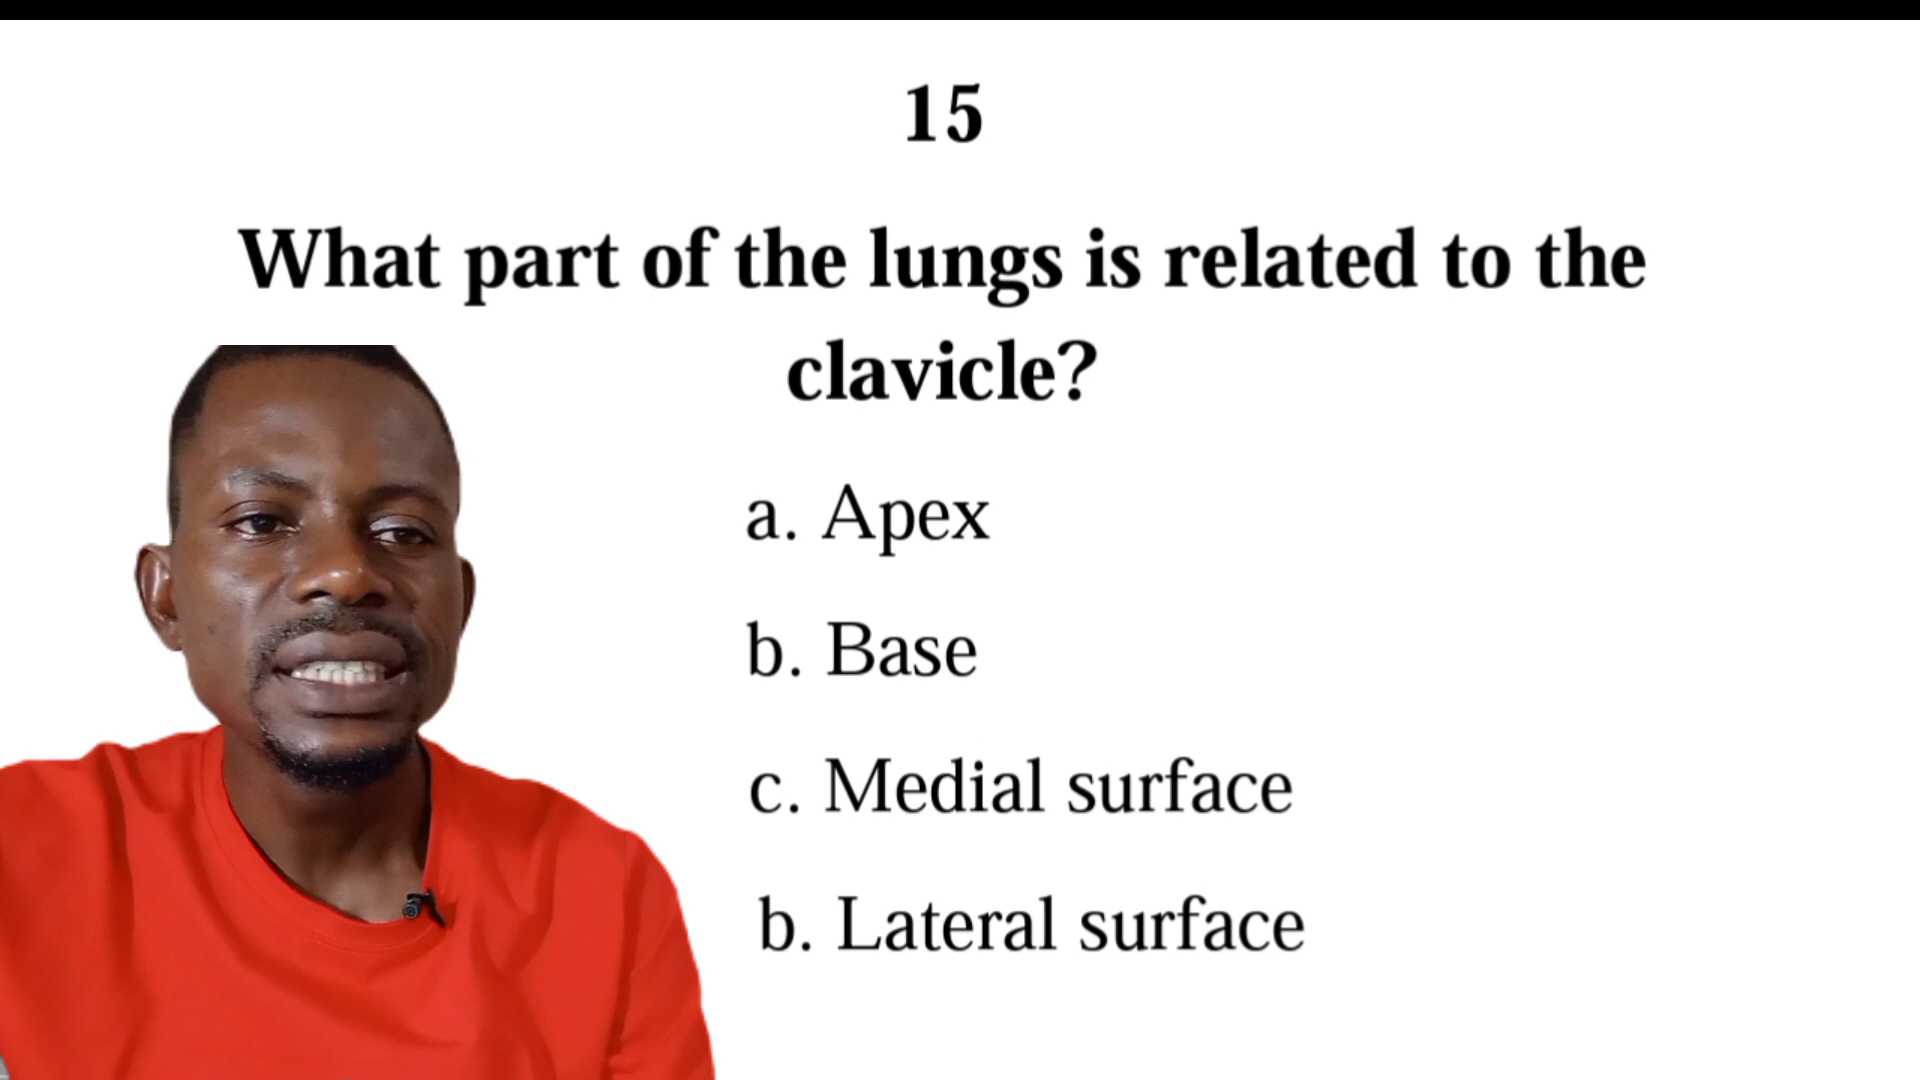 15
What part of the lungs is related to the
clavicle?
a. Apex
b. Base
c. Medial surface
b. Lateral surface